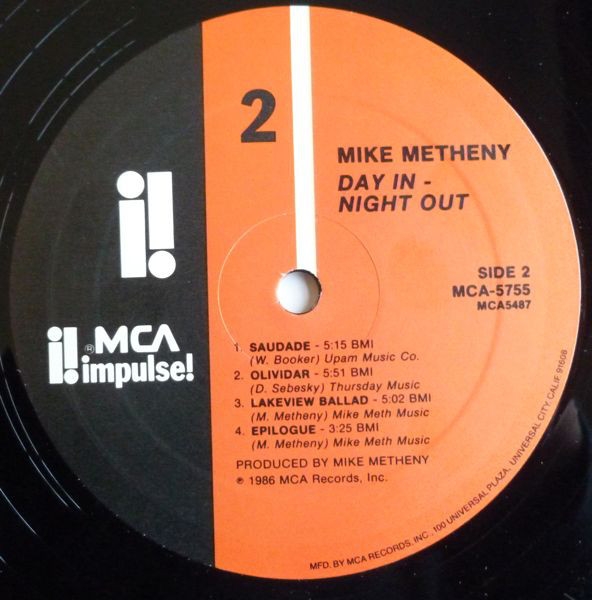 2
MIKE METHENY
DAY IN -
NIGHT OUT
SIDE 2
MCA-5755
MCA5487
i!
i! ® MCA
impulse!
1. SAUDADE - 5:15 BMI
(W. Booker) Upam Music Co.
2. OLIVIDAR - 5:51 BMI
(D. Sebesky) Thursday Music
3. LAKEVIEW BALLAD - 5:02 BMI
(M. Metheny) Mike Meth Music
4. EPILOGUE - 3:25 BMI
(M. Metheny) Mike Meth Music
PRODUCED BY MIKE METHENY
℗ 1986 MCA Records, Inc.
MFD. BY MCA RECORDS, INC., 100 UNIVERSAL PLAZA, UNIVERSAL CITY, CALIF. 91608